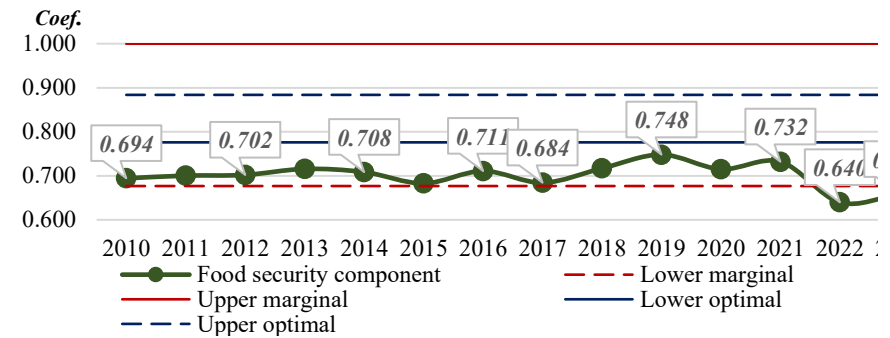 Coef.
1.000
0.900
0.800
0.700
0.600
0.694
0.702
0.708
0.711
0.684
0.748
0.732
0.640
2010 2011 2012 2013 2014 2015 2016 2017 2018 2019 2020 2021 2022
Food security component
Lower marginal
Upper marginal
Lower optimal
Upper optimal